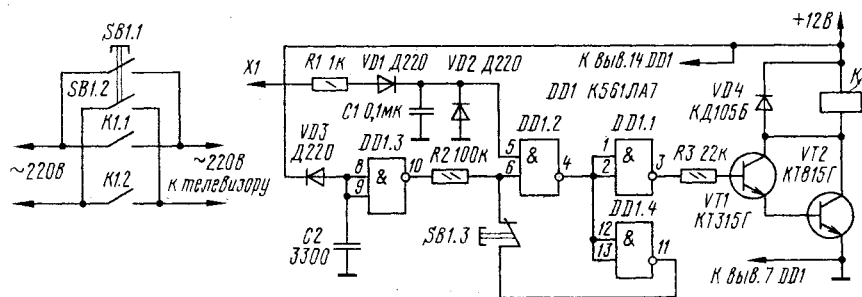 SB1.1
SB1.2
K1.1
K1.2
~220В
~220В
к телевизору
X1
R1 1к
VD1 Д220
VD2 Д220
C1 0,1мк
VD3
Д220
DD1.3
&
8
9
10
C2
3300
R2 100к
SB1.3
DD1.2
&
5
6
4
DD1 К561ЛА7
DD1.1
&
1
2
3
DD1.4
&
12
13
11
R3 22к
К выв.14 DD1
+12В
VD4
КД105Б
VT1
КТ315Г
VT2
КТ815Г
К выв.7 DD1